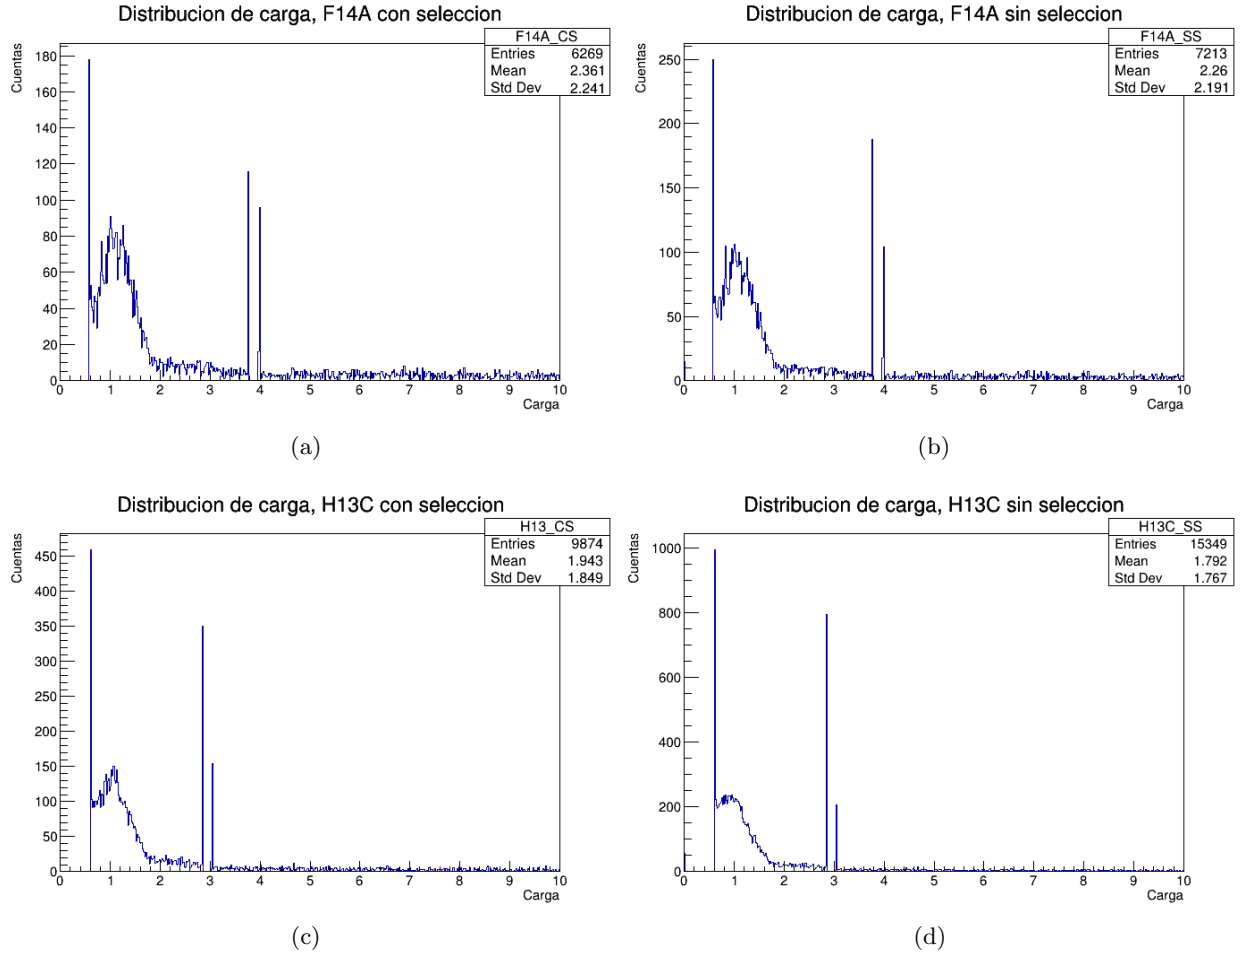 Distribucion de carga, F14A con seleccion
F14A_CS
Entries 6269
Mean 2.361
Std Dev 2.241
Cuentas
180
160
140
120
100
80
60
40
20
0
0 1 2 3 4 5 6 7 8 9 10
Carga
(a)
Distribucion de carga, F14A sin seleccion
F14A_SS
Entries 7213
Mean 2.26
Std Dev 2.191
Cuentas
250
200
150
100
50
0
0 1 2 3 4 5 6 7 8 9 10
Carga
(b)
Distribucion de carga, H13C con seleccion
H13_CS
Entries 9874
Mean 1.943
Std Dev 1.849
Cuentas
450
400
350
300
250
200
150
100
50
0
0 1 2 3 4 5 6 7 8 9 10
Carga
(c)
Distribucion de carga, H13C sin seleccion
H13C_SS
Entries 15349
Mean 1.792
Std Dev 1.767
Cuentas
1000
800
600
400
200
0
0 1 2 3 4 5 6 7 8 9 10
Carga
(d)